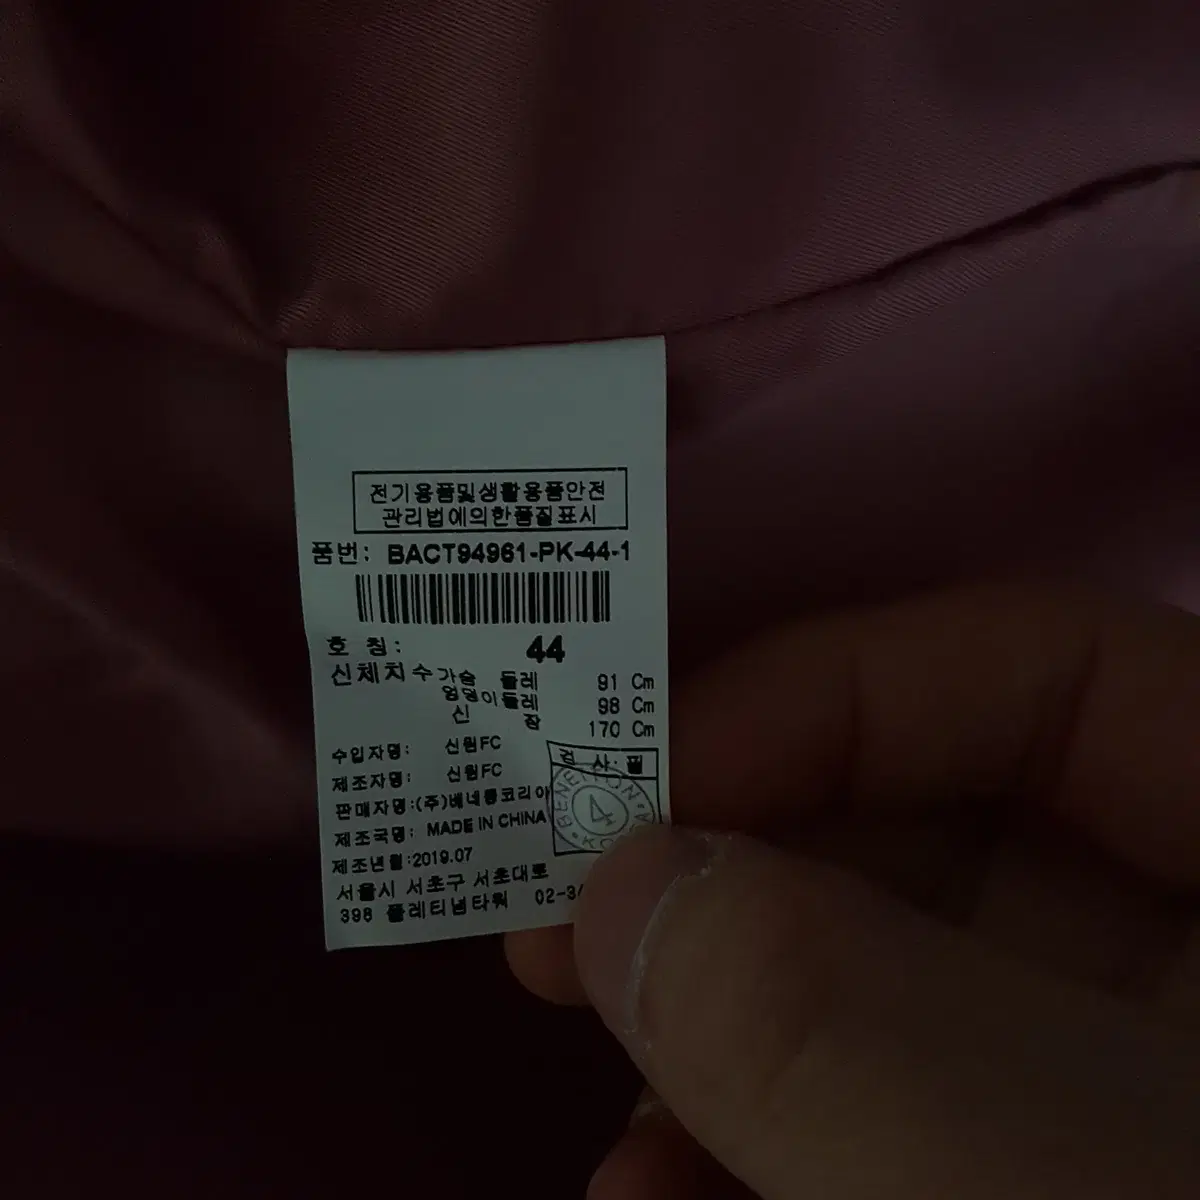 전기용품및생활용품안전
관리법에의한품질표시
품번: BACT94961-PK-44-1
호 칭: 44
신체치수 가슴 둘레 91 Cm
엉덩이둘레 98 Cm
신 장 170 Cm
수입자명: 신원FC
제조자명: 신원FC
판매자명:(주)베네통코리아
제조국명: MADE IN CHINA
제조년월:2019.07
서울시 서초구 서초대로
398 플레티넘타워 02-3
검 사: 필
BENETTON
4